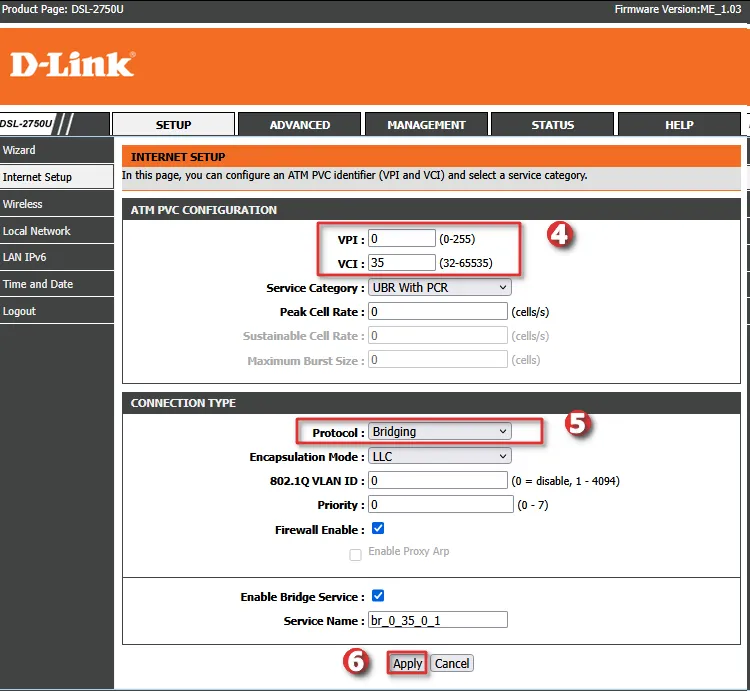 Product Page: DSL-2750U Firmware Version:ME_1.03
D-Link
DSL-2750U SETUP ADVANCED MANAGEMENT STATUS HELP
Wizard
Internet Setup
Wireless
Local Network
LAN IPv6
Time and Date
Logout
INTERNET SETUP
In this page, you can configure an ATM PVC identifier (VPI and VCI) and select a service category.
ATM PVC CONFIGURATION
VPI : 0 (0-255) 4
VCI : 35 (32-65535)
Service Category : UBR With PCR
Peak Cell Rate : 0 (cells/s)
Sustainable Cell Rate : 0 (cells/s)
Maximum Burst Size : 0 (cells)
CONNECTION TYPE
Protocol : Bridging 5
Encapsulation Mode : LLC
802.1Q VLAN ID : 0 (0 = disable, 1 - 4094)
Priority : 0 (0 - 7)
Firewall Enable :
Enable Proxy Arp
Enable Bridge Service :
Service Name : br_0_35_0_1
6 Apply Cancel